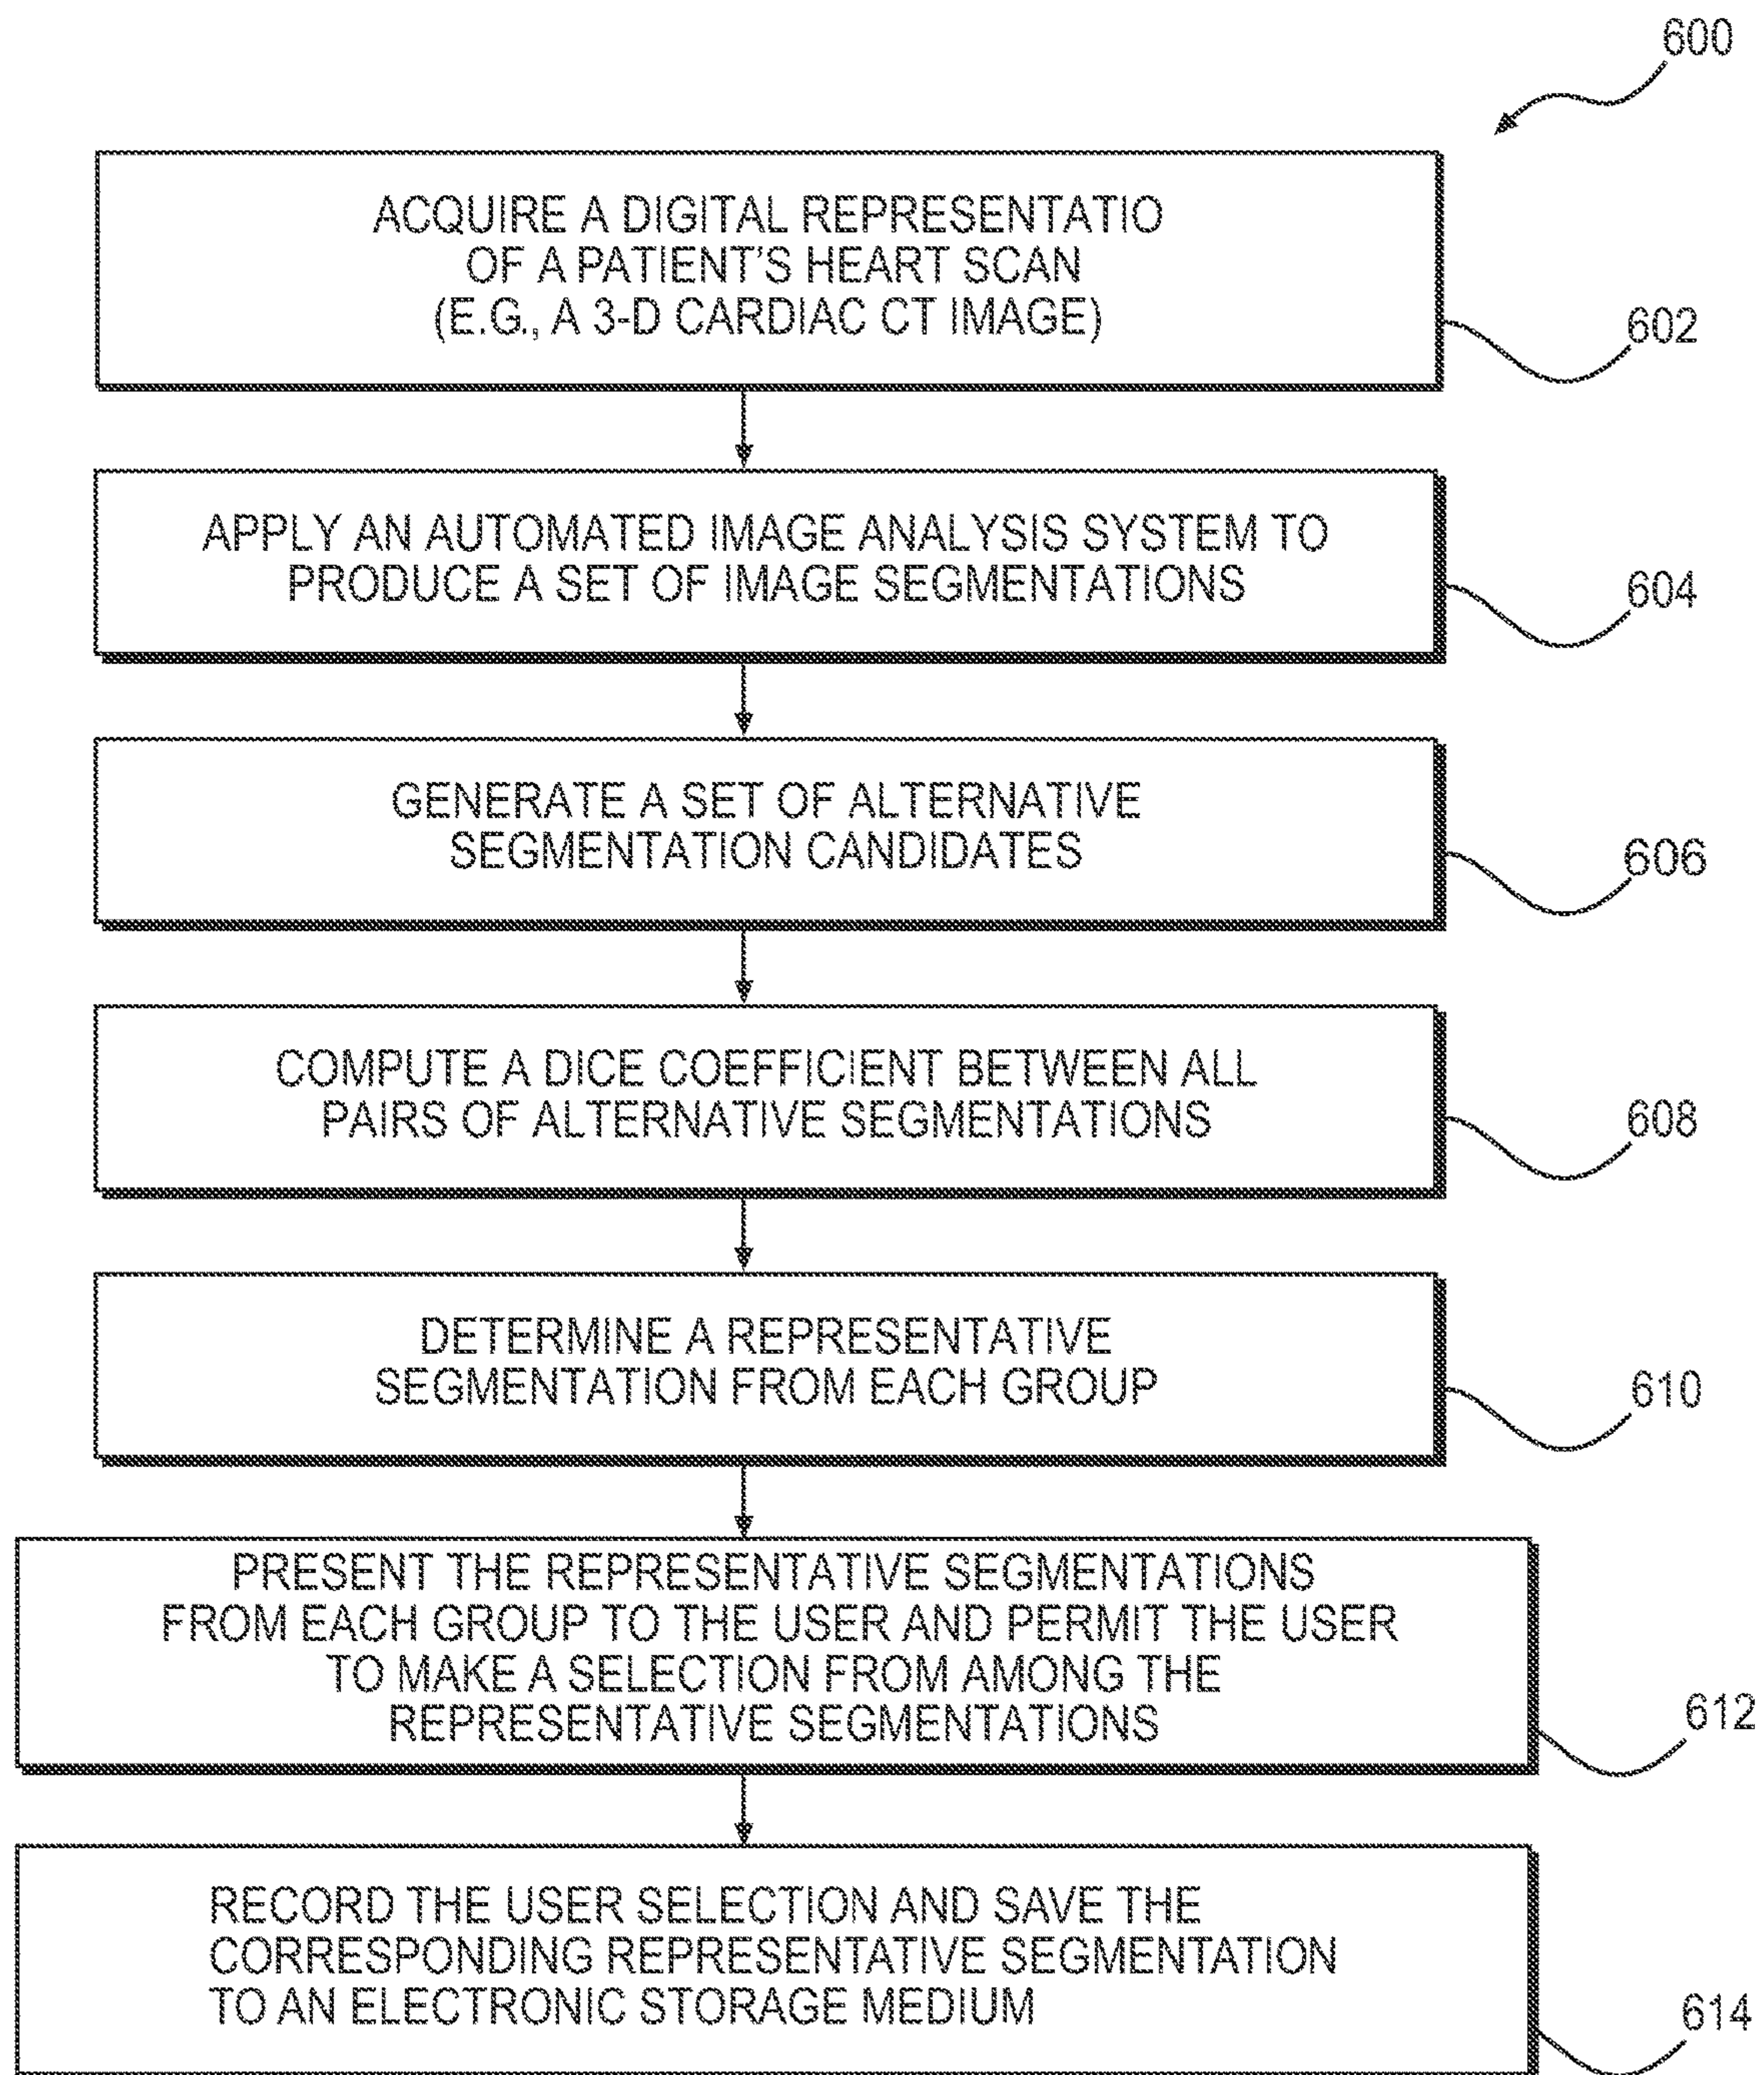 600
ACQUIRE A DIGITAL REPRESENTATIO
OF A PATIENT'S HEART SCAN
(E.G., A 3-D CARDIAC CT IMAGE)
602
APPLY AN AUTOMATED IMAGE ANALYSIS SYSTEM TO
PRODUCE A SET OF IMAGE SEGMENTATIONS
604
GENERATE A SET OF ALTERNATIVE
SEGMENTATION CANDIDATES
606
COMPUTE A DICE COEFFICIENT BETWEEN ALL
PAIRS OF ALTERNATIVE SEGMENTATIONS
608
DETERMINE A REPRESENTATIVE
SEGMENTATION FROM EACH GROUP
610
PRESENT THE REPRESENTATIVE SEGMENTATIONS
FROM EACH GROUP TO THE USER AND PERMIT THE USER
TO MAKE A SELECTION FROM AMONG THE
REPRESENTATIVE SEGMENTATIONS
612
RECORD THE USER SELECTION AND SAVE THE
CORRESPONDING REPRESENTATIVE SEGMENTATION
TO AN ELECTRONIC STORAGE MEDIUM
614